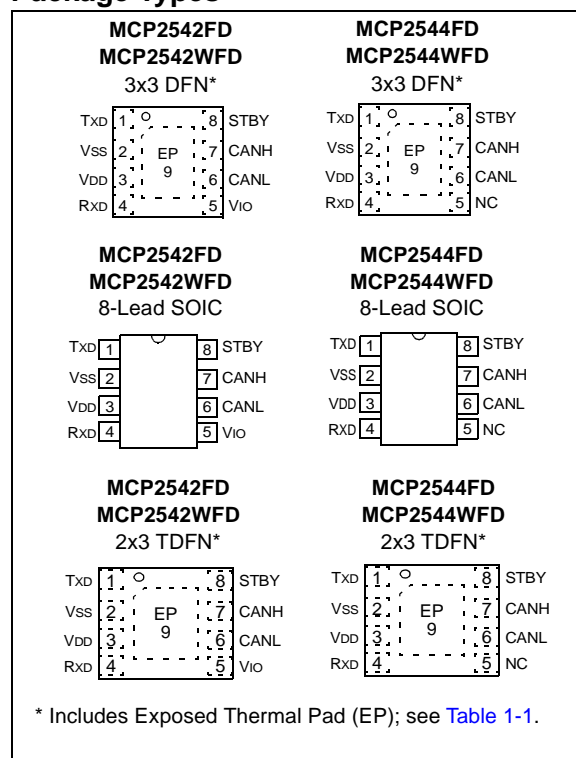 Package Types
MCP2542FD
MCP2542WFD
3x3 DFN*
TXD 1 8 STBY
VSS 2 EP 7 CANH
VDD 3 9 6 CANL
RXD 4 5 VIO
MCP2544FD
MCP2544WFD
3x3 DFN*
TXD 1 8 STBY
VSS 2 EP 7 CANH
VDD 3 9 6 CANL
RXD 4 5 NC
MCP2542FD
MCP2542WFD
8-Lead SOIC
TXD 1 8 STBY
VSS 2 7 CANH
VDD 3 6 CANL
RXD 4 5 VIO
MCP2544FD
MCP2544WFD
8-Lead SOIC
TXD 1 8 STBY
VSS 2 7 CANH
VDD 3 6 CANL
RXD 4 5 NC
MCP2542FD
MCP2542WFD
2x3 TDFN*
TXD 1 8 STBY
VSS 2 EP 7 CANH
VDD 3 9 6 CANL
RXD 4 5 VIO
MCP2544FD
MCP2544WFD
2x3 TDFN*
TXD 1 8 STBY
VSS 2 EP 7 CANH
VDD 3 9 6 CANL
RXD 4 5 NC
* Includes Exposed Thermal Pad (EP); see Table 1-1.